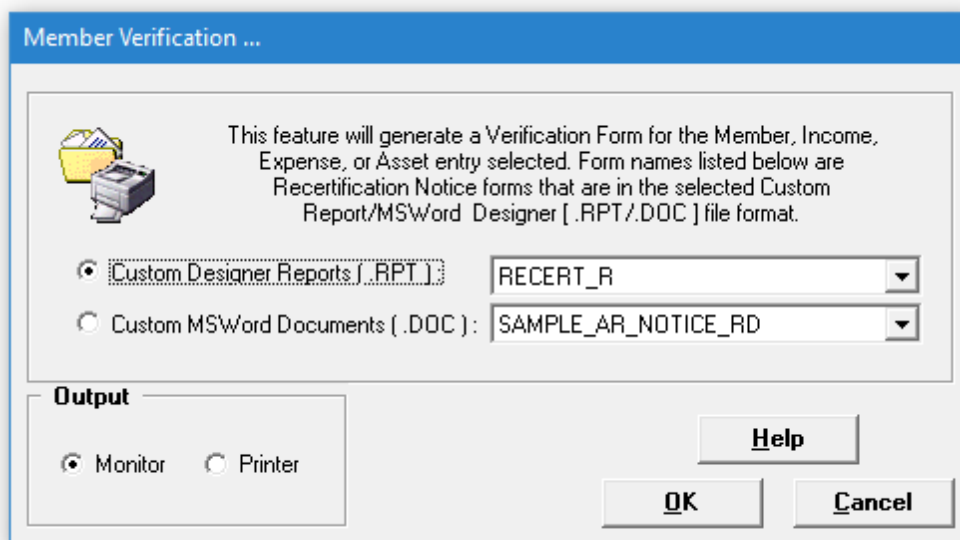 Member Verification ...
This feature will generate a Verification Form for the Member, Income,
Expense, or Asset entry selected. Form names listed below are
Recertification Notice forms that are in the selected Custom
Report/MSWord Designer [ .RPT/.DOC ] file format.
Custom Designer Reports ( .RPT ) : RECERT_R
Custom MSWord Documents ( .DOC ) : SAMPLE_AR_NOTICE_RD
Output
Monitor Printer
Help
OK Cancel